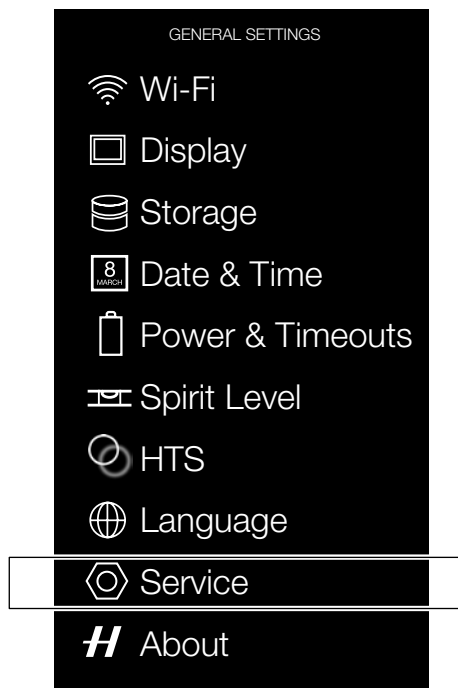 GENERAL SETTINGS
Wi-Fi
Display
Storage
8
MARCH
Date & Time
Power & Timeouts
Spirit Level
HTS
Language
Service
H About